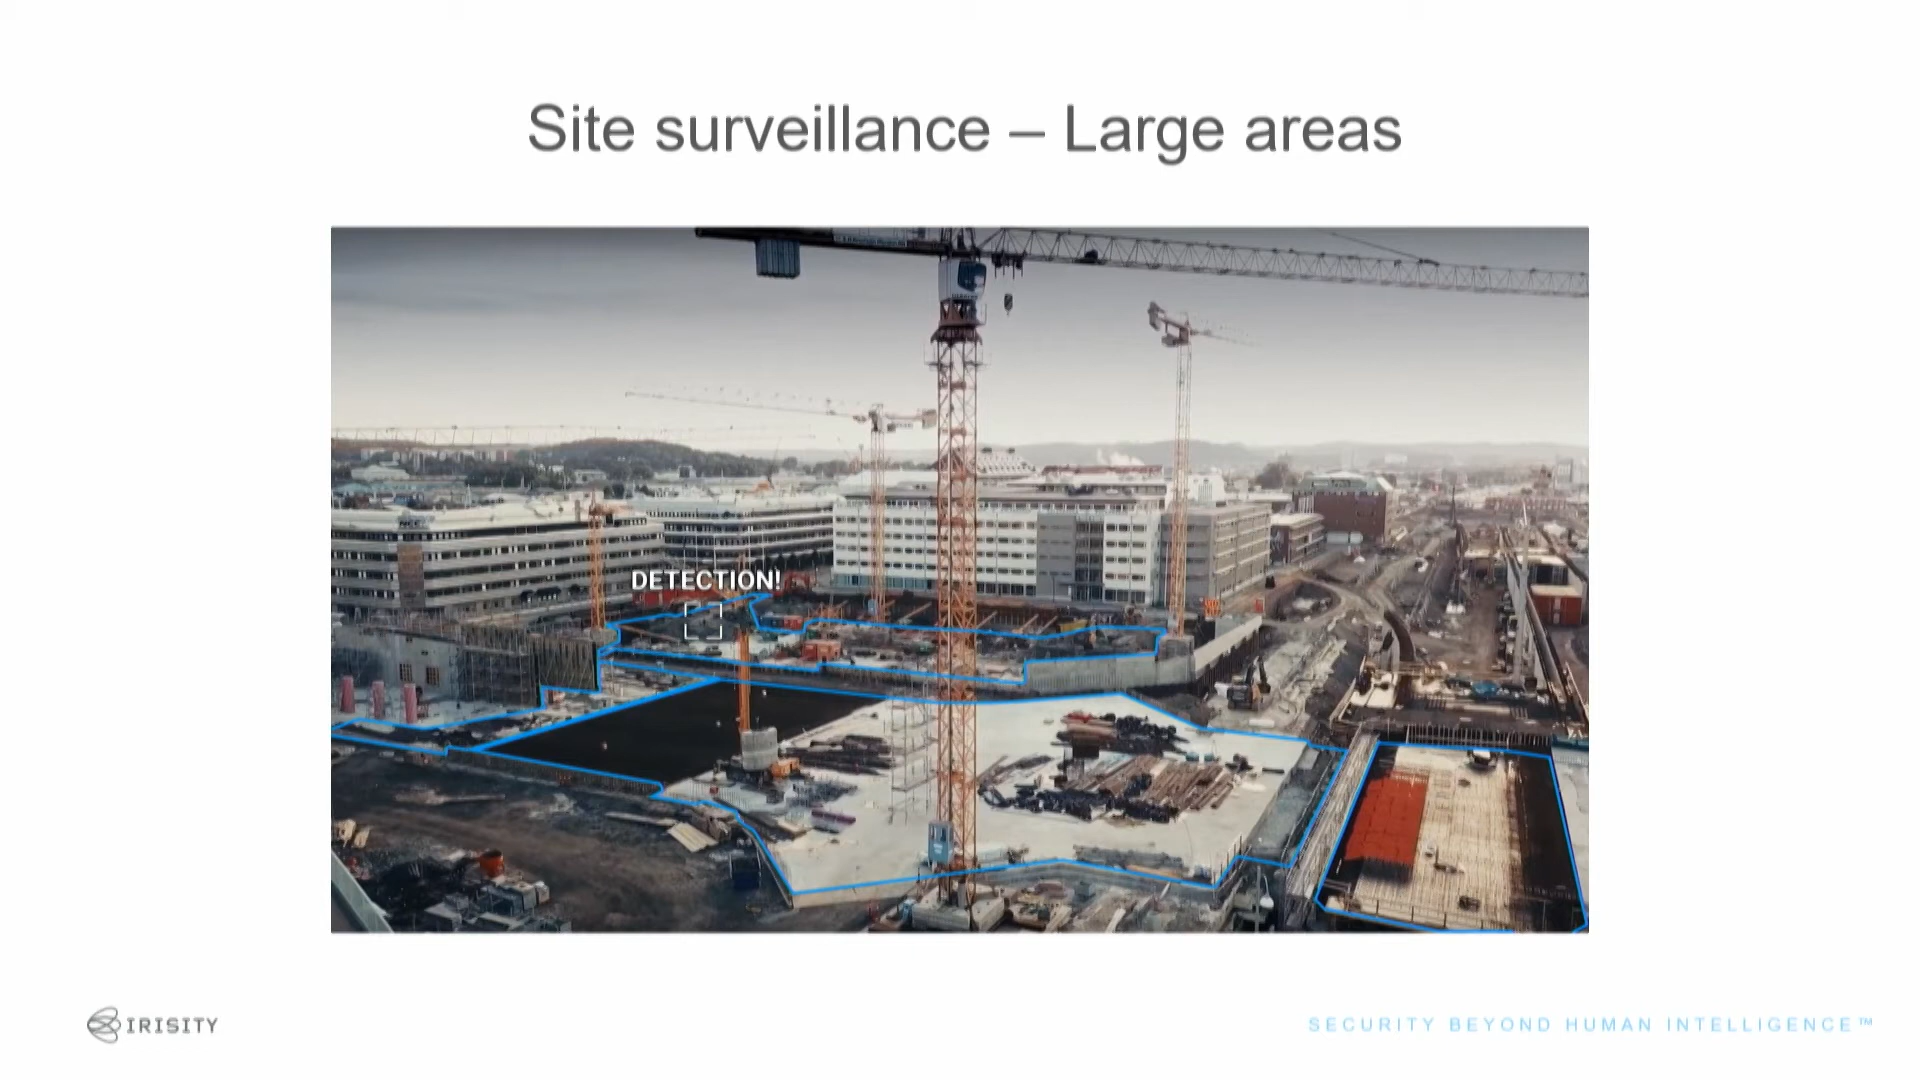 Site surveillance – Large areas
DETECTION!
IRISITY
SECURITY BEYOND HUMAN INTELLIGENCE™